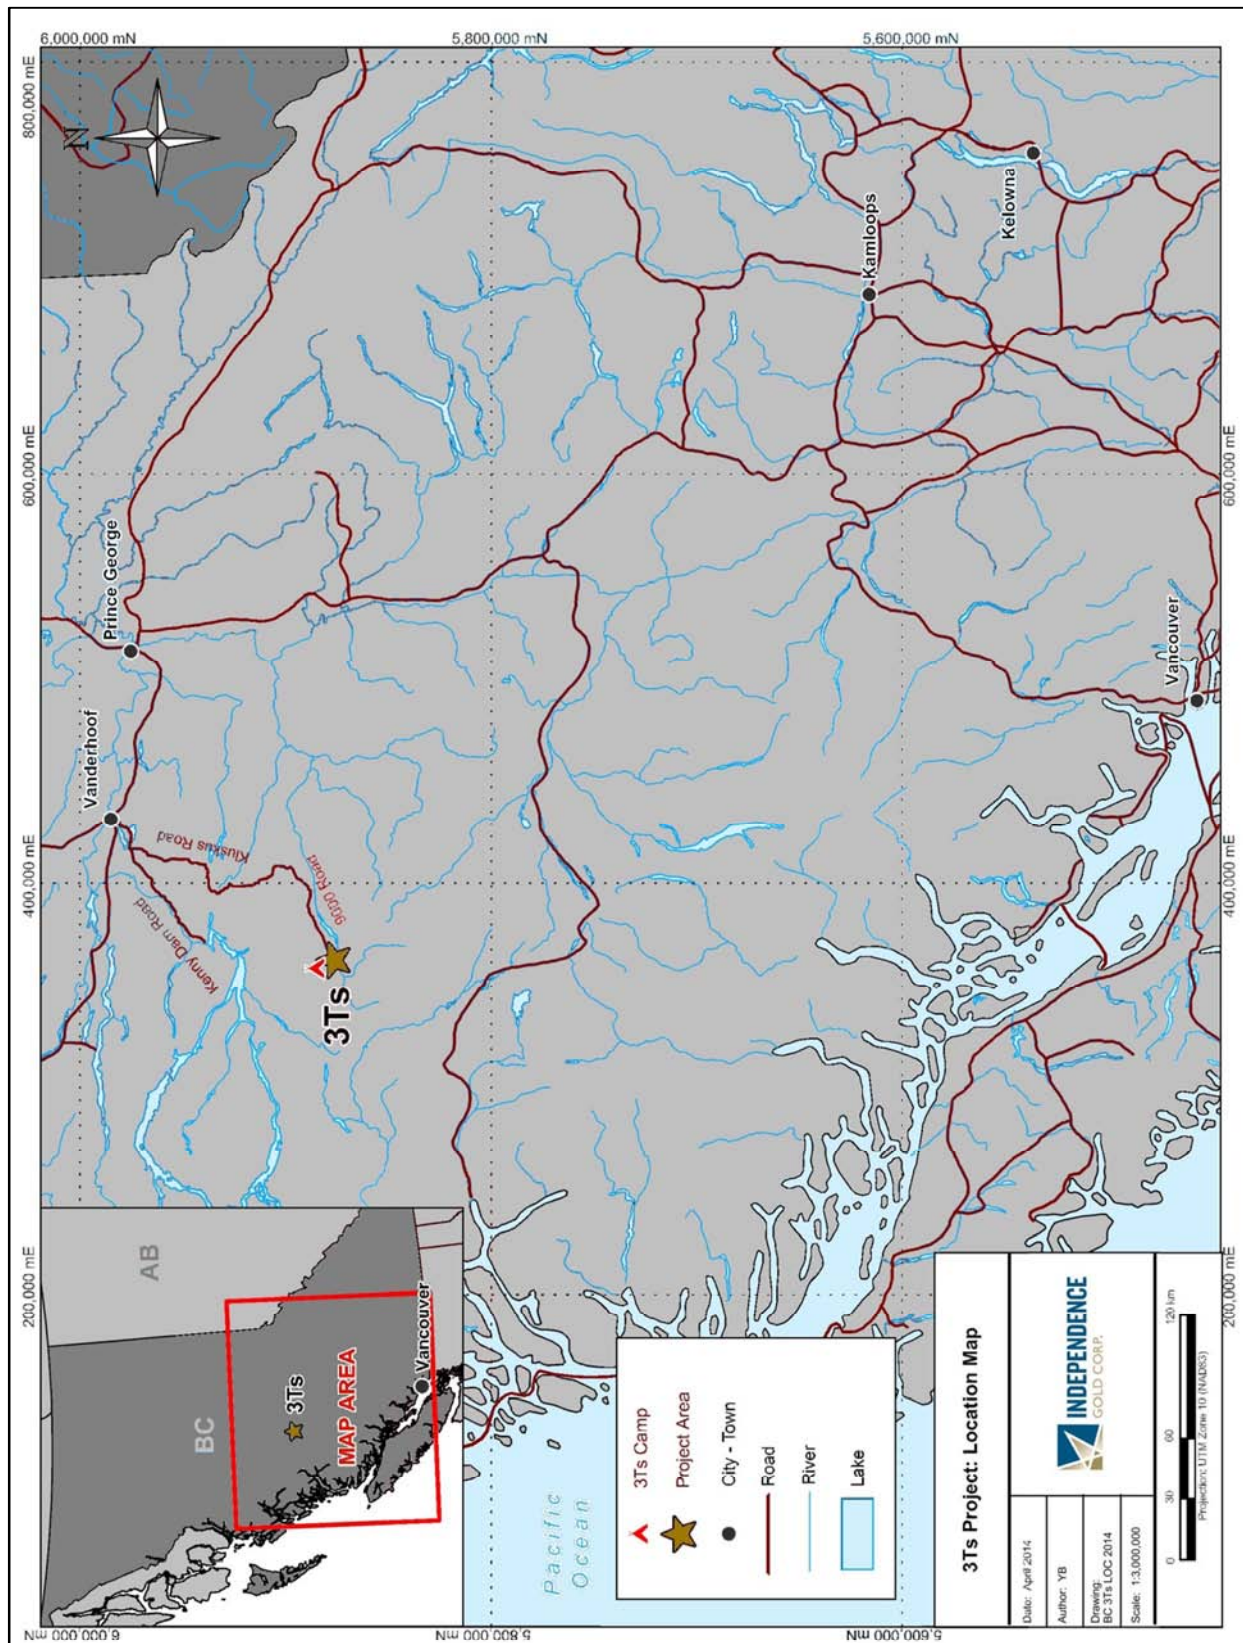 6,000,000 mN
5,800,000 mN
5,600,000 mN
800,000 mE
600,000 mE
400,000 mE
200,000 mE
N
Prince George
Vanderhoof
Kluskus Road
Kenny Dam Road
9000 Road
3Ts
Kamloops
Kelowna
Vancouver
600,000 mE
400,000 mE
200,000 mE
6,000,000 mN
5,800,000 mN
5,600,000 mN
AB
BC
3Ts
MAP AREA
Vancouver
Pacific
Ocean
3Ts Camp
Project Area
City - Town
Road
River
Lake
3Ts Project: Location Map
Date: April 2014
Author: YB
Drawing:
BC 3Ts LOC 2014
Scale: 1:3,000,000
INDEPENDENCE
GOLD CORP.
0 30 60 120 km
Projection: UTM Zone 10 (NAD83)